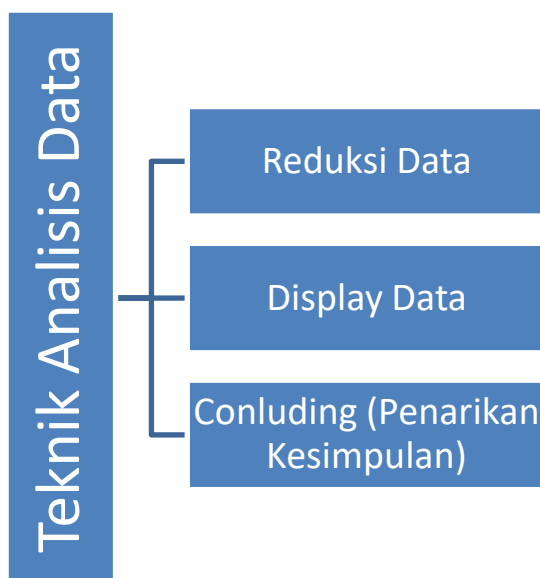 Teknik Analisis Data
Reduksi Data
Display Data
Conluding (Penarikan
Kesimpulan)